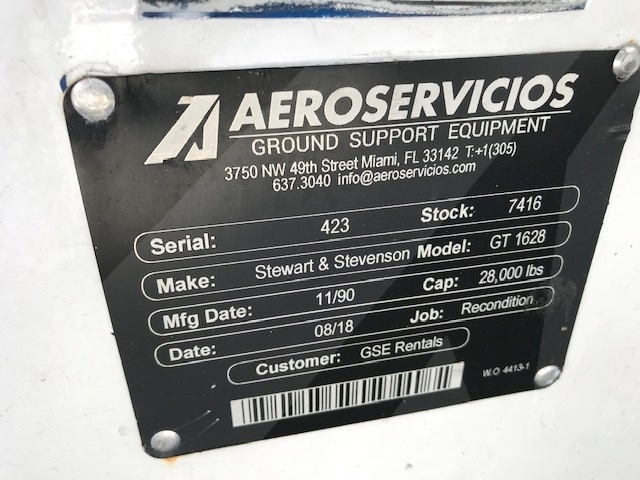 AEROSERVICIOS
GROUND SUPPORT EQUIPMENT
3750 NW 49th Street Miami, FL 33142 T:+1(305)
637.3040 info@aeroservicios.com
Serial: 423 Stock: 7416
Make: Stewart & Stevenson Model: GT 1628
Mfg Date: 11/90 Cap: 28,000 lbs
Date: 08/18 Job: Recondition
Customer: GSE Rentals
W.O 4413-1